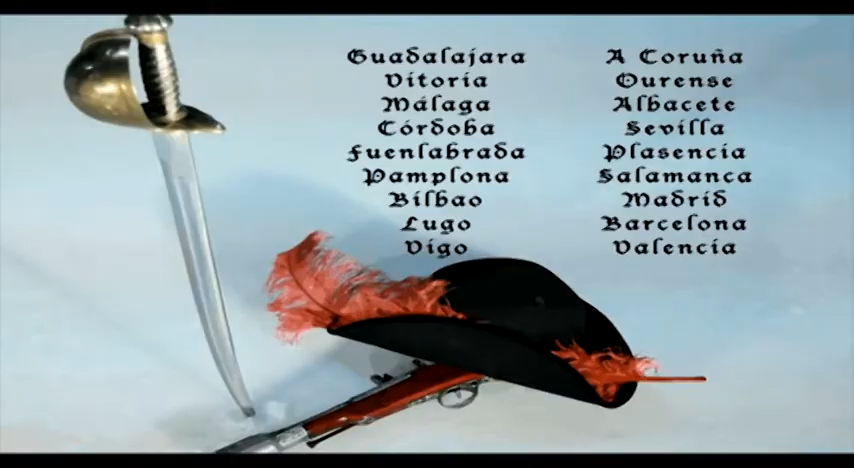 Guadalajara
Vitoria
Málaga
Córdoba
Fuenlabrada
Pamplona
Bilbao
Lugo
Vigo
A Coruña
Ourense
Albacete
Sevilla
Plasencia
Salamanca
Madrid
Barcelona
Valencia